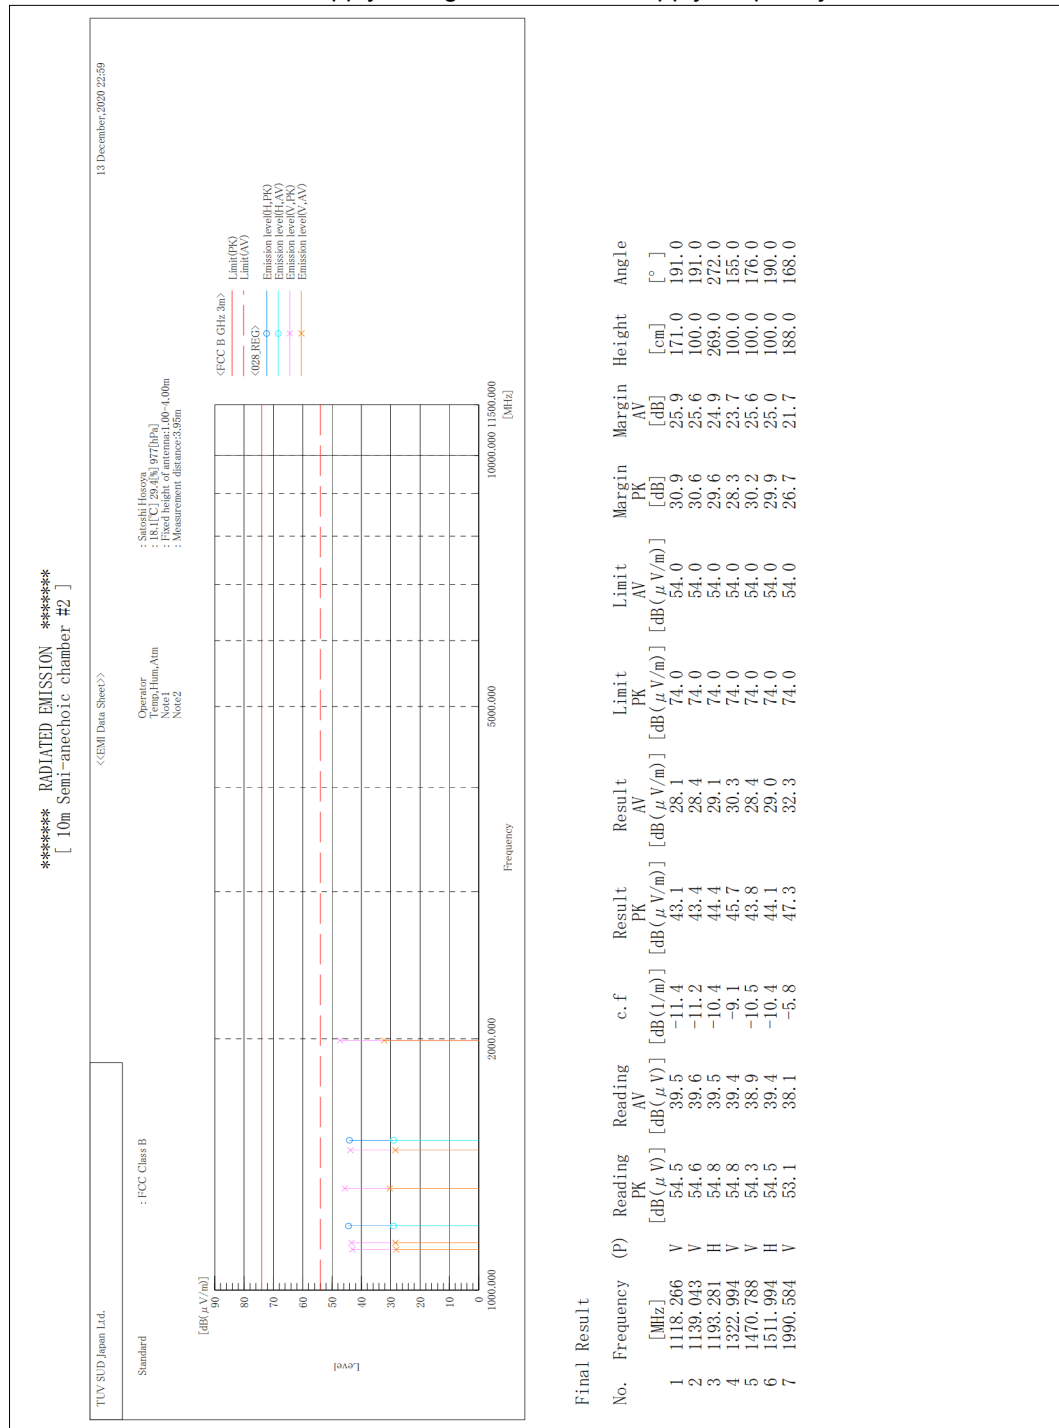 ******* RADIATED EMISSION *******
[ 10m Semi-anechoic chamber #2 ]
TUV SUD Japan Ltd.
<<EMI Data Sheet>>
13 December,2020 22:59
Standard : FCC Class B
Operator : Satoshi Hosoya
Temp,Hum,Atm : 18.1[℃] 29.4[%] 977[hPa]
Note1 : Fixed height of antenna:1.00-4.00m
Note2 : Measurement distance:3.95m
[dB(μV/m)]
90
80
70
60
50
40
30
20
10
0
Level
1000.000 2000.000 5000.000 10000.000 11500.000
[MHz]
Frequency
<FCC B GHz 3m>
Limit(PK)
Limit(AV)
<028_REG>
Emission level(H,PK)
Emission level(H,AV)
Emission level(V,PK)
Emission level(V,AV)
Final Result
No. Frequency (P) Reading Reading c.f Result Result Limit Limit Margin Margin Height Angle
PK AV PK AV PK AV PK AV
[MHz] [dB(μV)] [dB(μV)] [dB(1/m)] [dB(μV/m)] [dB(μV/m)] [dB(μV/m)] [dB(μV/m)] [dB] [dB] [cm] [° ]
1 1118.266 V 54.5 39.5 -11.4 43.1 28.1 74.0 54.0 30.9 25.9 171.0 191.0
2 1139.043 V 54.6 39.6 -11.2 43.4 28.4 74.0 54.0 30.6 25.6 100.0 191.0
3 1193.281 H 54.8 39.5 -10.4 44.4 29.1 74.0 54.0 29.6 24.9 269.0 272.0
4 1322.994 V 54.8 39.4 -9.1 45.7 30.3 74.0 54.0 28.3 23.7 100.0 155.0
5 1470.788 V 54.3 38.9 -10.5 43.8 28.4 74.0 54.0 30.2 25.6 100.0 176.0
6 1511.994 H 54.5 39.4 -10.4 44.1 29.0 74.0 54.0 29.9 25.0 100.0 190.0
7 1990.584 V 53.1 38.1 -5.8 47.3 32.3 74.0 54.0 26.7 21.7 188.0 168.0